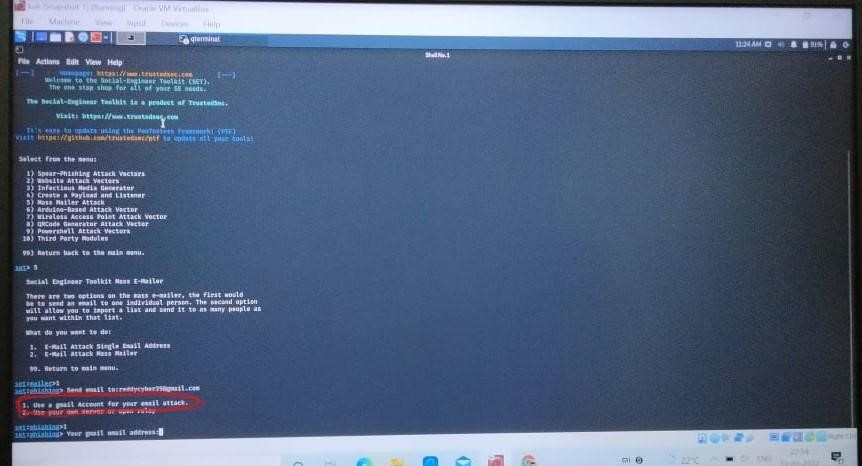 kali (Snapshot 1) [Running] - Oracle VM VirtualBox
File Machine View Input Devices Help
qterminal
11:24 AM
91%
Shell No.1
File Actions Edit View Help
[---] Homepage: https://www.trustedsec.com [---]
Welcome to the Social-Engineer Toolkit (SET).
The one stop shop for all of your SE needs.
The Social-Engineer Toolkit is a product of TrustedSec.
Visit: https://www.trustedsec.com
It's easy to update using the PenTesters Framework! (PTF)
Visit https://github.com/trustedsec/ptf to update all your tools!
Select from the menu:
1) Spear-Phishing Attack Vectors
2) Website Attack Vectors
3) Infectious Media Generator
4) Create a Payload and Listener
5) Mass Mailer Attack
6) Arduino-Based Attack Vector
7) Wireless Access Point Attack Vector
8) QRCode Generator Attack Vector
9) Powershell Attack Vectors
10) Third Party Modules
99) Return back to the main menu.
set> 5
Social Engineer Toolkit Mass E-Mailer
There are two options on the mass e-mailer, the first would
be to send an email to one individual person. The second option
will allow you to import a list and send it to as many people as
you want within that list.
What do you want to do:
1. E-Mail Attack Single Email Address
2. E-Mail Attack Mass Mailer
99. Return to main menu.
set:mailer>1
set:phishing> Send email to:reddycyber29@gmail.com
1. Use a gmail Account for your email attack.
2. Use your own server or open relay
set:phishing>1
set:phishing> Your gmail email address:
Right Ctrl
22°C
ENG
22:54